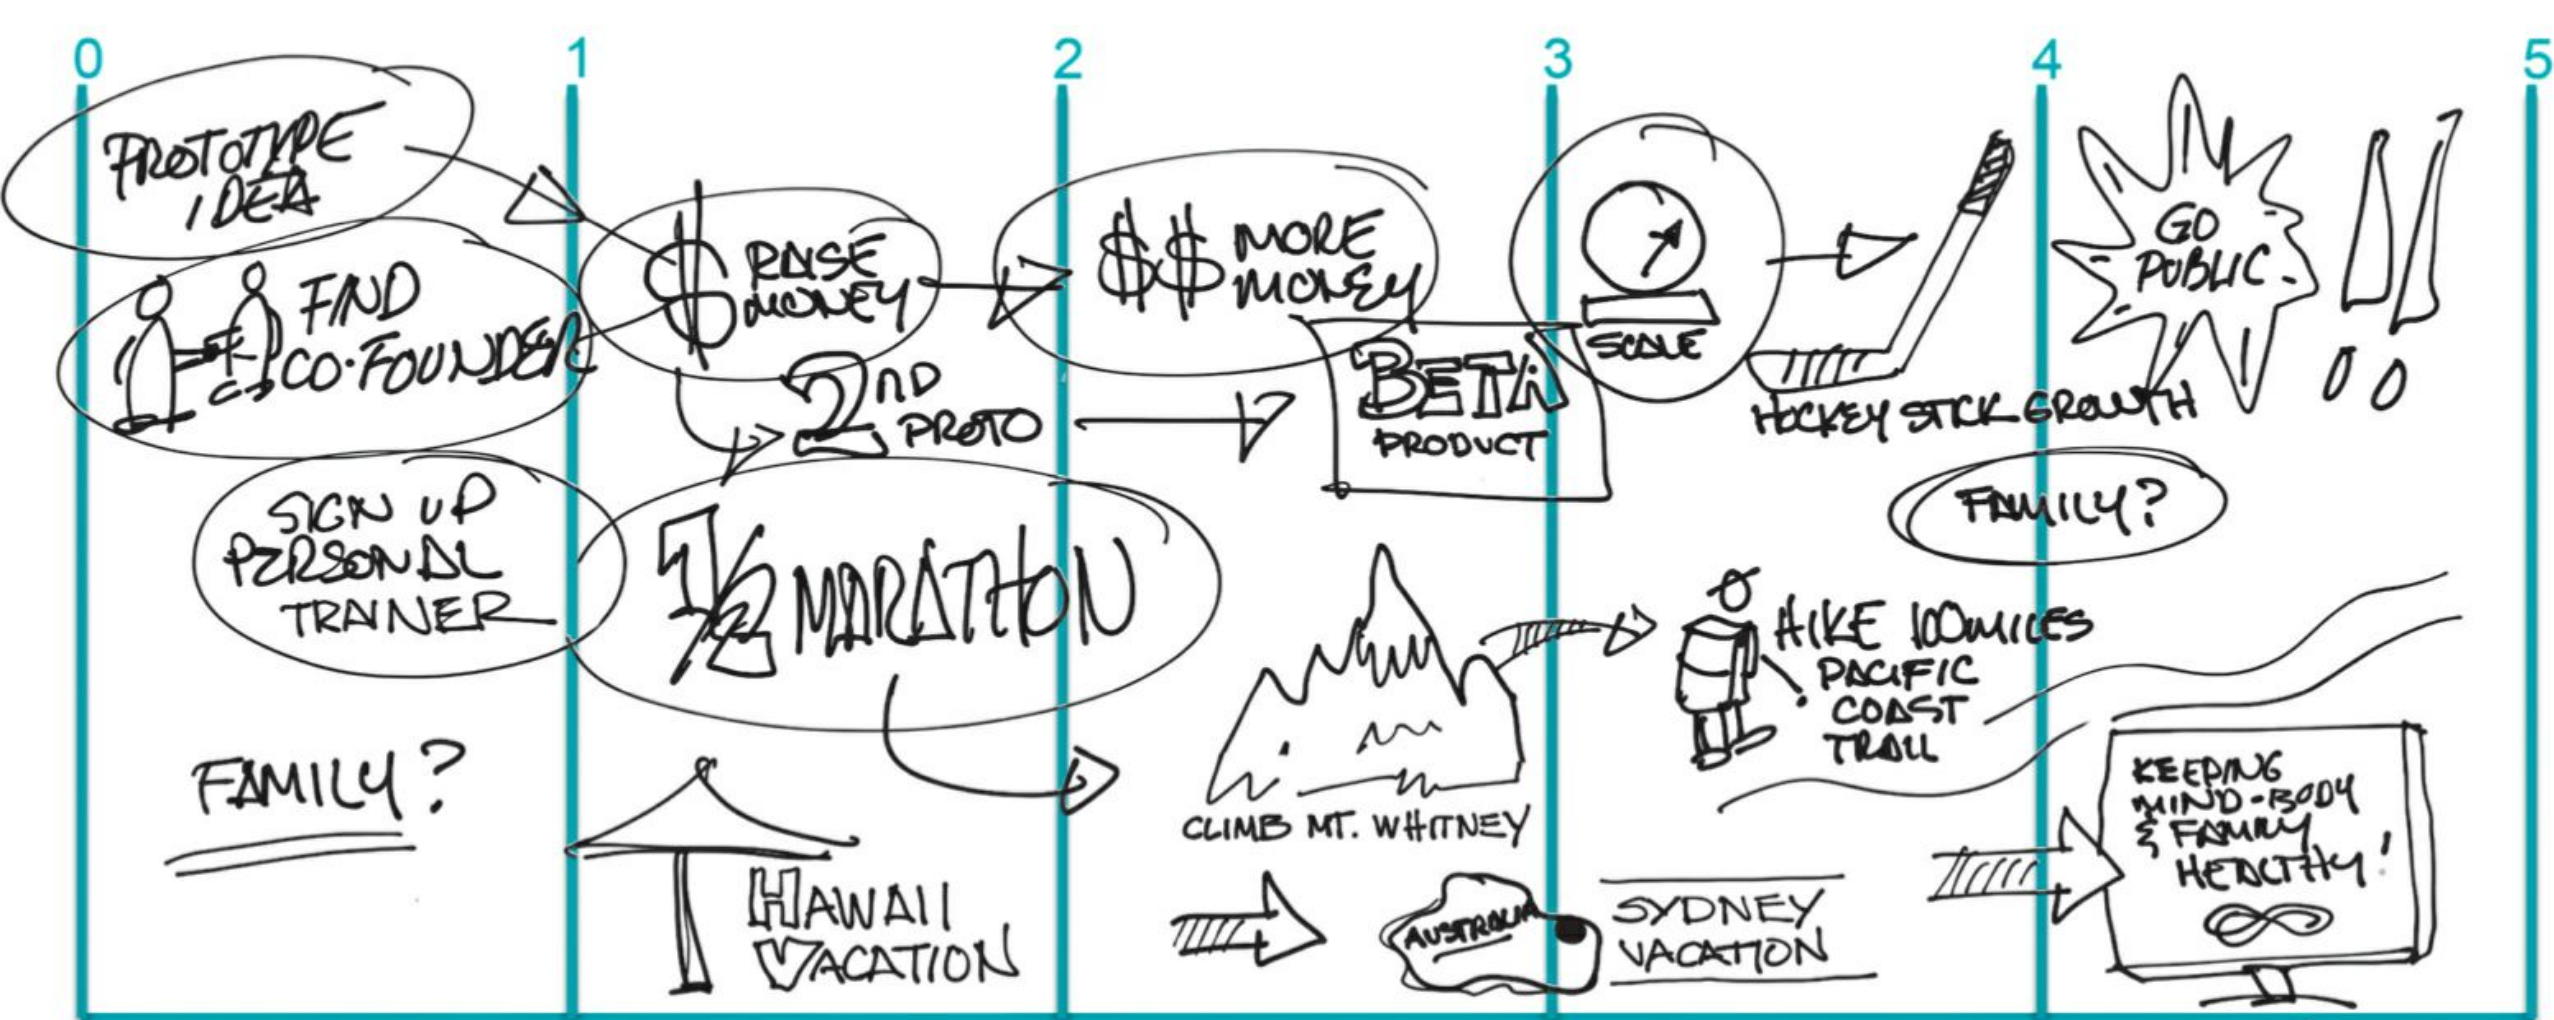 0 1 2 3 4 5
PROTOTYPE
IDEA
FIND
CO-FOUNDER
SIGN UP
PERSONAL
TRAINER
FAMILY?
$ RAISE
MONEY
2ND
PROTO
1/2 MARATHON
HAWAII
VACATION
$$ MORE
MONEY
BETA
PRODUCT
CLIMB MT. WHITNEY
AUSTRALIA
SCALE
HOCKEY STICK GROWTH
HIKE 100 MILES
PACIFIC
COAST
TRAIL
SYDNEY
VACATION
GO
PUBLIC
!!
FAMILY?
KEEPING
MIND-BODY
& FAMILY
HEALTHY!